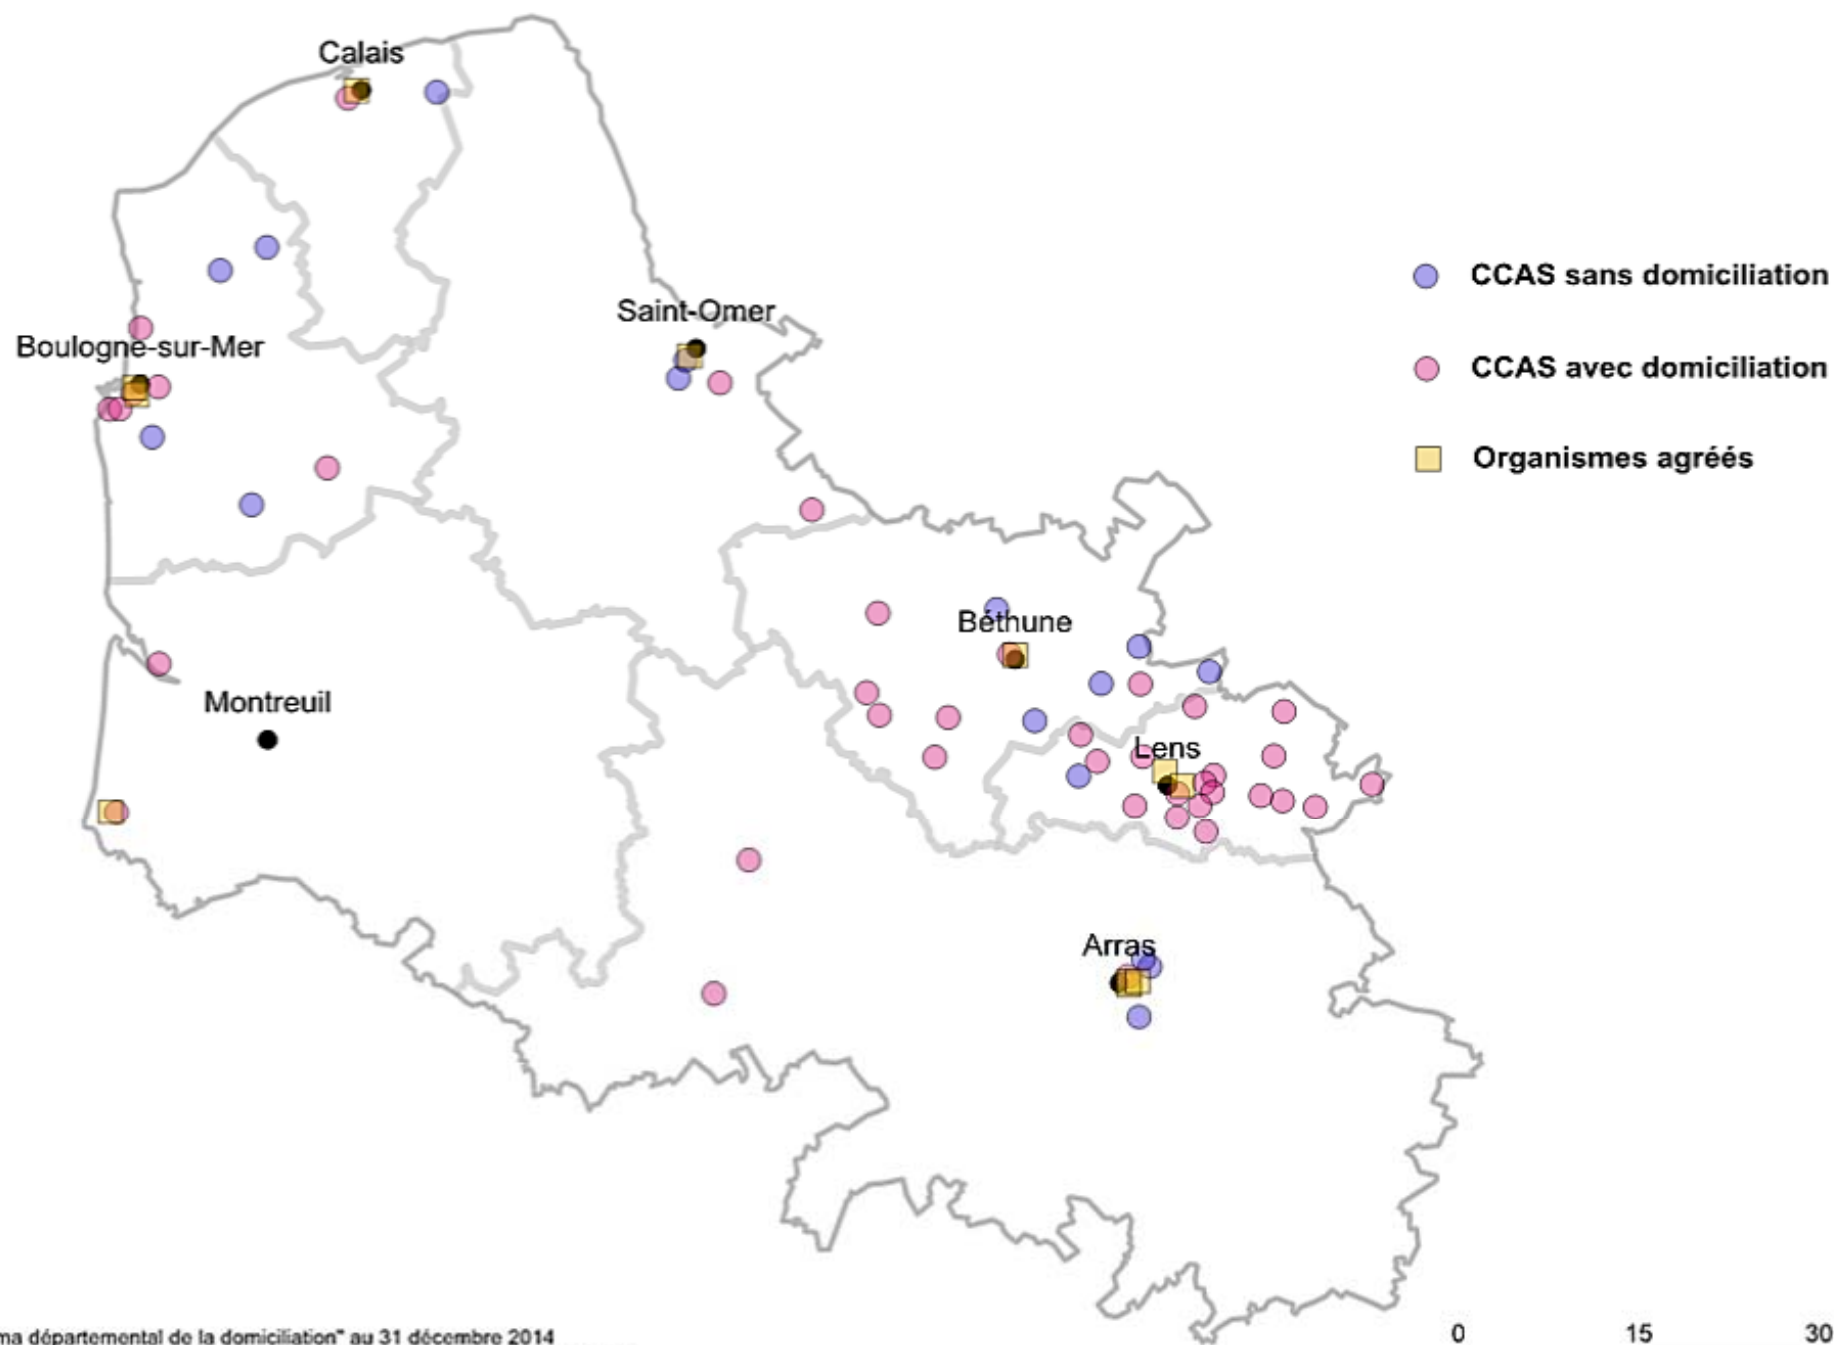 Calais
Saint-Omer
CCAS sans domiciliation
Boulogne-sur-Mer
CCAS avec domiciliation
Organismes agréés
Béthune
Montreuil
Lens
Arras
départemental de la domiciliation" au 31 décembre 2014
0 15 30